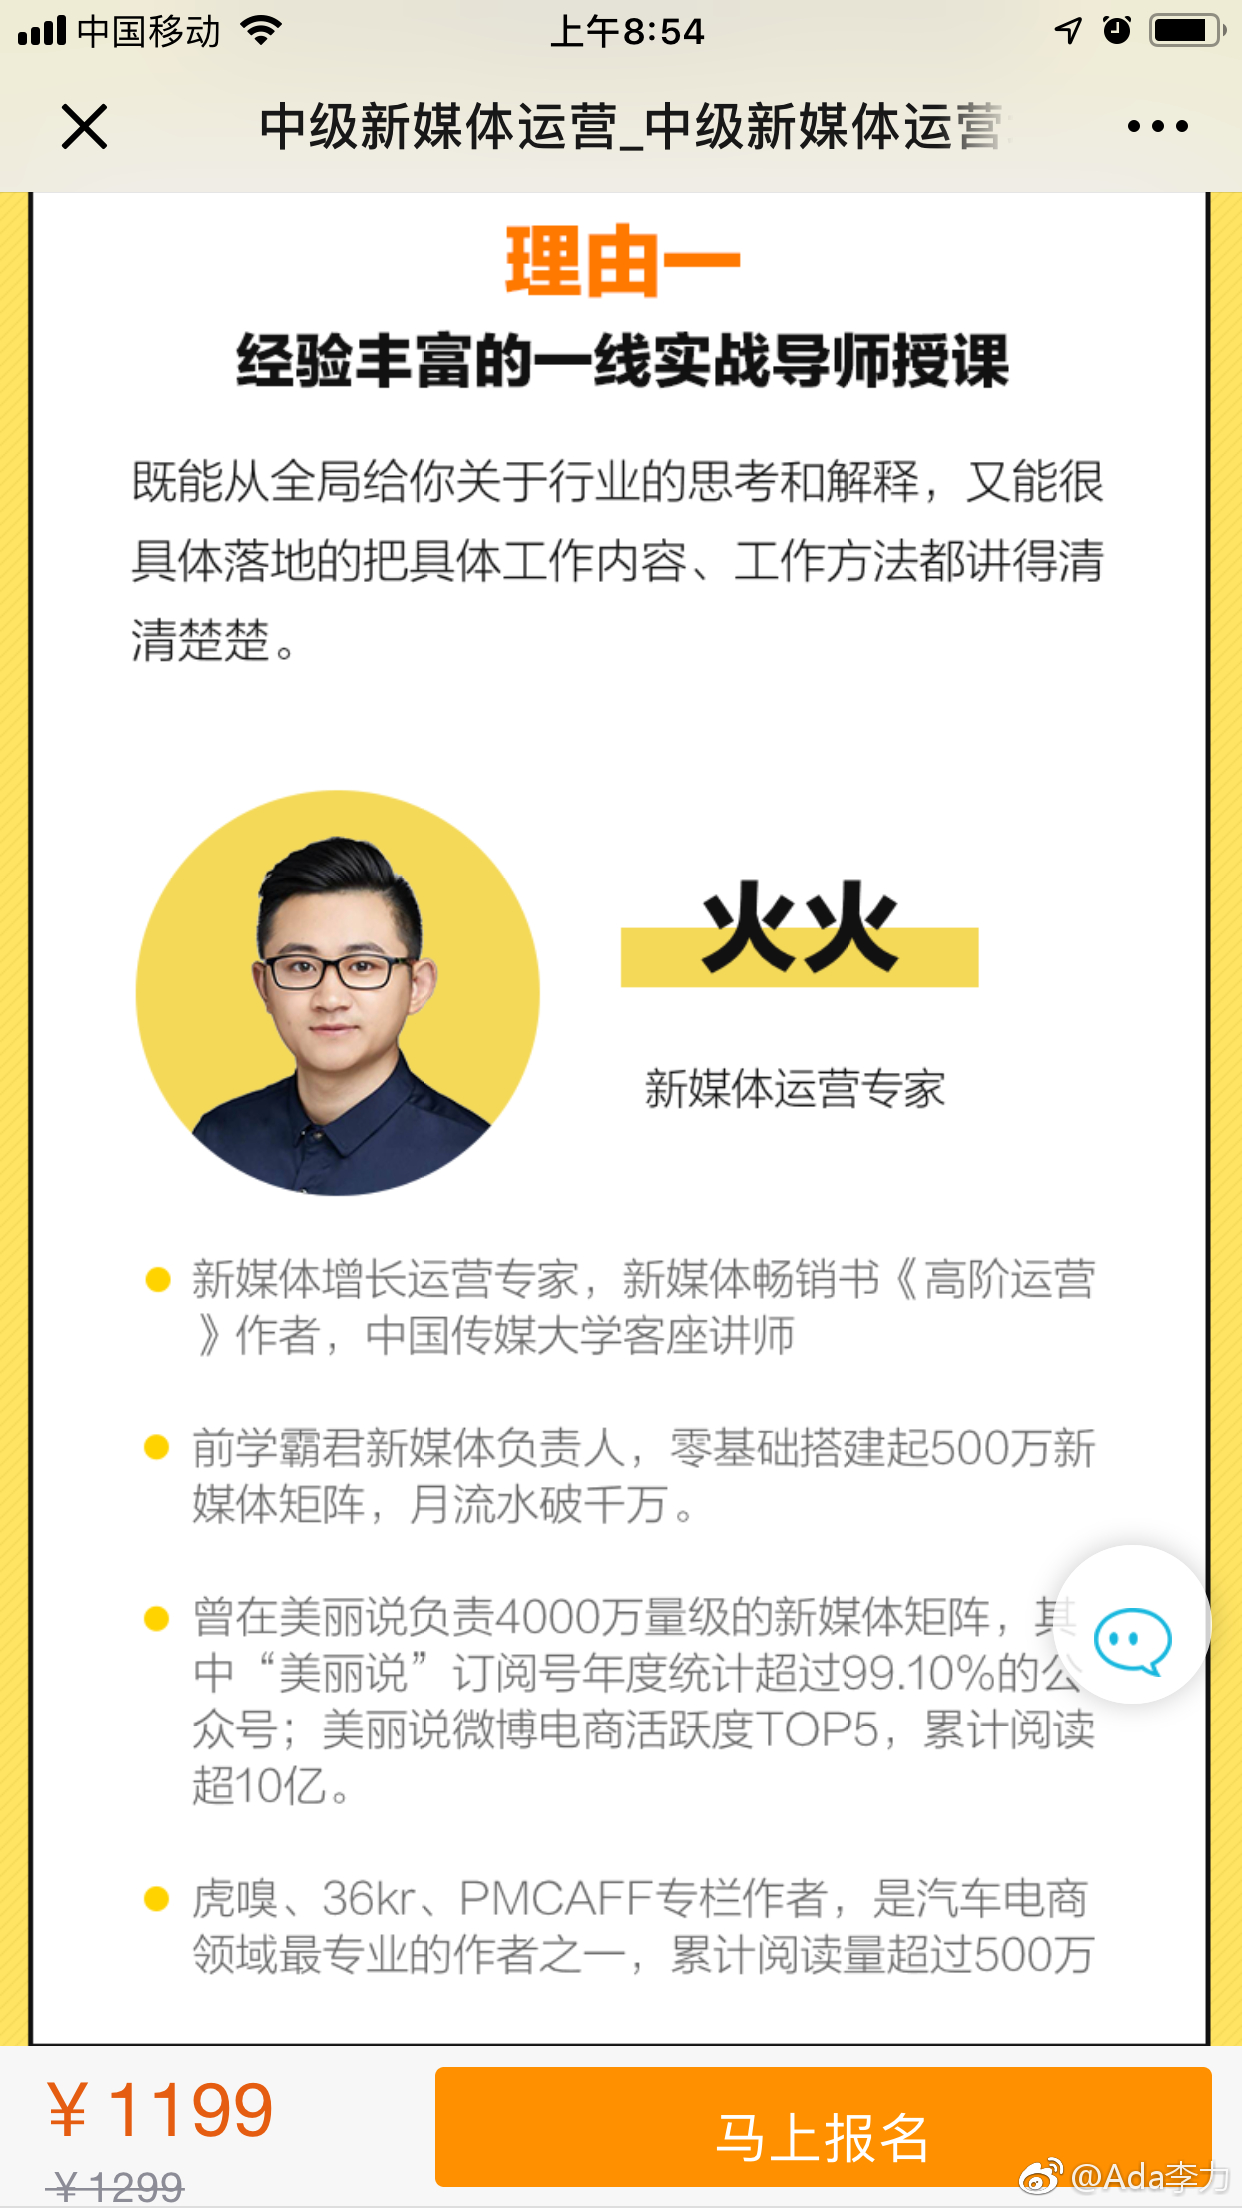 中国移动
上午8:54
中级新媒体运营_中级新媒体运营
理由一
经验丰富的一线实战导师授课
既能从全局给你关于行业的思考和解释，又能很
具体落地的把具体工作内容、工作方法都讲得清
清楚楚。
火火
新媒体运营专家
新媒体增长运营专家，新媒体畅销书《高阶运营
》作者，中国传媒大学客座讲师
前学霸君新媒体负责人，零基础搭建起500万新
媒体矩阵，月流水破千万。
曾在美丽说负责4000万量级的新媒体矩阵，其
中“美丽说”订阅号年度统计超过99.10%的公
众号；美丽说微博电商活跃度TOP5，累计阅读
超10亿。
虎嗅、36kr、PMCAFF专栏作者，是汽车电商
领域最专业的作者之一，累计阅读量超过500万
￥1199
￥1299
马上报名
@Ada李力